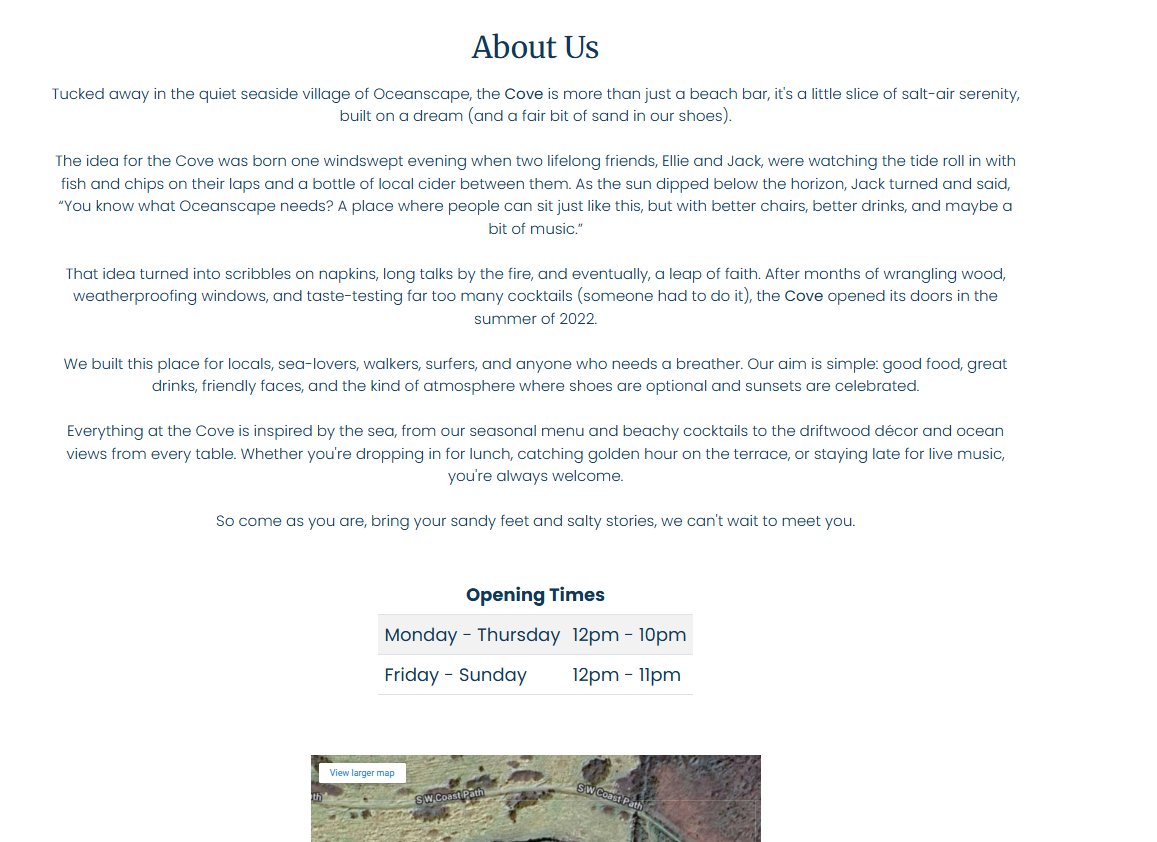 About Us
Tucked away in the quiet seaside village of Oceanscape, the Cove is more than just a beach bar, it's a little slice of salt-air serenity,
built on a dream (and a fair bit of sand in our shoes).
The idea for the Cove was born one windswept evening when two lifelong friends, Ellie and Jack, were watching the tide roll in with
fish and chips on their laps and a bottle of local cider between them. As the sun dipped below the horizon, Jack turned and said,
“You know what Oceanscape needs? A place where people can sit just like this, but with better chairs, better drinks, and maybe a
bit of music.”
That idea turned into scribbles on napkins, long talks by the fire, and eventually, a leap of faith. After months of wrangling wood,
weatherproofing windows, and taste-testing far too many cocktails (someone had to do it), the Cove opened its doors in the
summer of 2022.
We built this place for locals, sea-lovers, walkers, surfers, and anyone who needs a breather. Our aim is simple: good food, great
drinks, friendly faces, and the kind of atmosphere where shoes are optional and sunsets are celebrated.
Everything at the Cove is inspired by the sea, from our seasonal menu and beachy cocktails to the driftwood décor and ocean
views from every table. Whether you're dropping in for lunch, catching golden hour on the terrace, or staying late for live music,
you're always welcome.
So come as you are, bring your sandy feet and salty stories, we can't wait to meet you.
Opening Times
Monday - Thursday 12pm - 10pm
Friday - Sunday 12pm - 11pm
View larger map
th
S W Coast Path
S W Coast Path